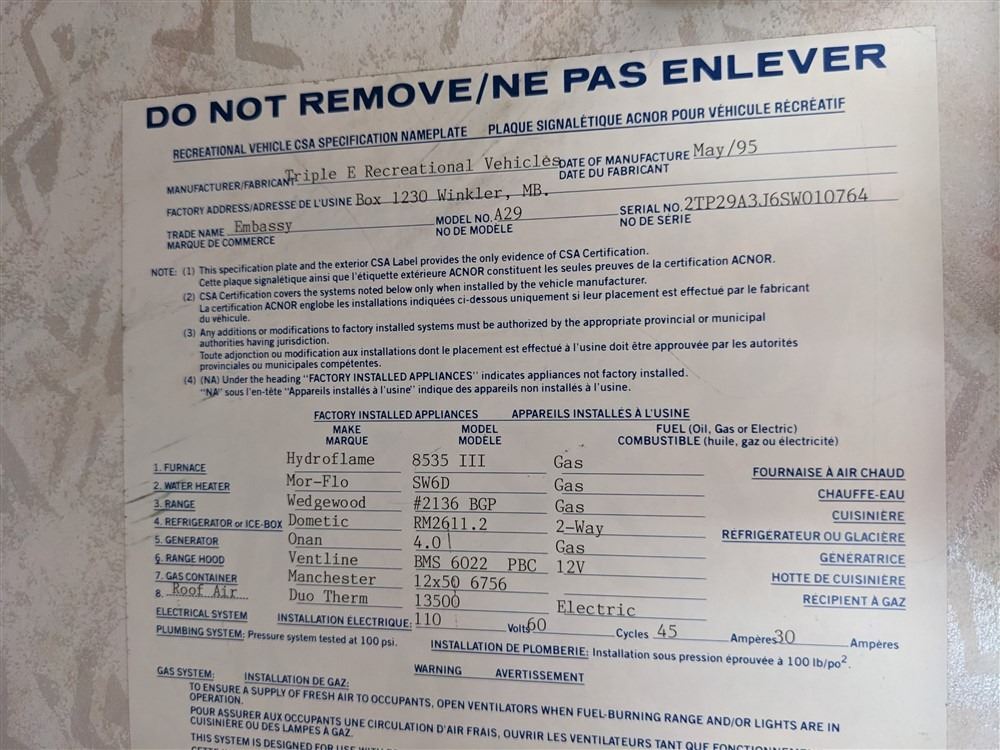 DO NOT REMOVE/NE PAS ENLEVER
RECREATIONAL VEHICLE CSA SPECIFICATION NAMEPLATE PLAQUE SIGNALÉTIQUE ACNOR POUR VÉHICULE RÉCRÉATIF
MANUFACTURER/FABRICANT Triple E Recreational Vehicles DATE OF MANUFACTURE May/95
DATE DU FABRICANT
FACTORY ADDRESS/ADRESSE DE L'USINE Box 1230 Winkler, MB.
TRADE NAME Embassy MODEL NO. A29 SERIAL NO. 2TP29A3J6SW010764
MARQUE DE COMMERCE NO DE MODÈLE NO DE SÉRIE
NOTE: (1) This specification plate and the exterior CSA Label provides the only evidence of CSA Certification.
Cette plaque signalétique ainsi que l'étiquette extérieure ACNOR constituent les seules preuves de la certification ACNOR.
(2) CSA Certification covers the systems noted below only when installed by the vehicle manufacturer.
La certification ACNOR englobe les installations indiquées ci-dessous uniquement si leur placement est effectué par le fabricant
du véhicule.
(3) Any additions or modifications to factory installed systems must be authorized by the appropriate provincial or municipal
authorities having jurisdiction.
Toute adjonction ou modification aux installations dont le placement est effectué à l'usine doit être approuvée par les autorités
provinciales ou municipales compétentes.
(4) (NA) Under the heading "FACTORY INSTALLED APPLIANCES" indicates appliances not factory installed.
"NA" sous l'en-tête "Appareils installés à l'usine" indique des appareils non installés à l'usine.
FACTORY INSTALLED APPLIANCES APPAREILS INSTALLÉS À L'USINE
MAKE MODEL FUEL (Oil, Gas or Electric)
MARQUE MODÈLE COMBUSTIBLE (huile, gaz ou électricité)
1. FURNACE Hydroflame 8535 III Gas FOURNAISE À AIR CHAUD
2. WATER HEATER Mor-Flo SW6D Gas CHAUFFE-EAU
3. RANGE Wedgewood #2136 BGP Gas CUISINIÈRE
4. REFRIGERATOR or ICE-BOX Dometic RM2611.2 2-Way RÉFRIGÉRATEUR OU GLACIÈRE
5. GENERATOR Onan 4.0 Gas GÉNÉRATRICE
6. RANGE HOOD Ventline BMS 6022 PBC 12V HOTTE DE CUISINIÈRE
7. GAS CONTAINER Manchester 12x50 6756 RÉCIPIENT À GAZ
8. Roof Air Duo Therm 13500 Electric
ELECTRICAL SYSTEM INSTALLATION ÉLECTRIQUE: 110 Volts 60 Cycles 45 Ampères 30 Ampères
PLUMBING SYSTEM: Pressure system tested at 100 psi. INSTALLATION DE PLOMBERIE: Installation sous pression éprouvée à 100 lb/po².
WARNING AVERTISSEMENT
GAS SYSTEM: INSTALLATION DE GAZ:
TO ENSURE A SUPPLY OF FRESH AIR TO OCCUPANTS, OPEN VENTILATORS WHEN FUEL-BURNING RANGE AND/OR LIGHTS ARE IN
OPERATION.
POUR ASSURER AUX OCCUPANTS UNE CIRCULATION D'AIR FRAIS, OUVRIR LES VENTILATEURS TANT QUE
CUISINIÈRE OU DES LAMPES À GAZ.
THIS SYSTEM IS DESIGNED FOR USE